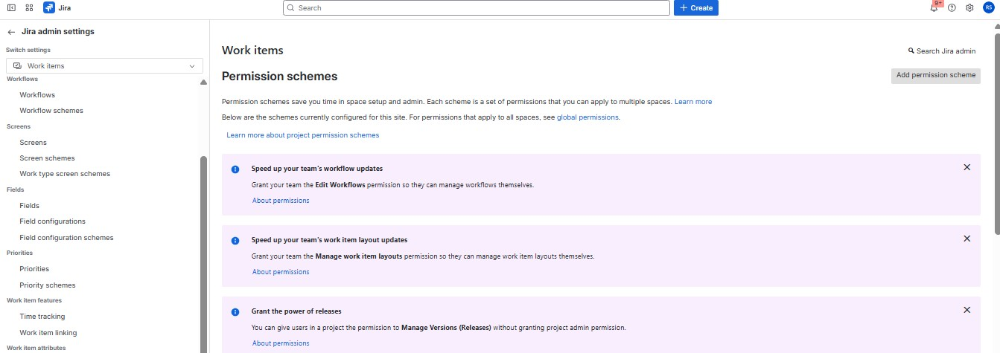 Jira
Search
Create
9+
RS
Jira admin settings
Switch settings
Work items
Workflows
Workflows
Workflow schemes
Screens
Screens
Screen schemes
Work type screen schemes
Fields
Fields
Field configurations
Field configuration schemes
Priorities
Priorities
Priority schemes
Work item features
Time tracking
Work item linking
Work item attributes
Work items
Search Jira admin
Permission schemes
Add permission scheme
Permission schemes save you time in space setup and admin. Each scheme is a set of permissions that you can apply to multiple spaces. Learn more
Below are the schemes currently configured for this site. For permissions that apply to all spaces, see global permissions.
Learn more about project permission schemes
Speed up your team's workflow updates
Grant your team the Edit Workflows permission so they can manage workflows themselves.
About permissions
Speed up your team's work item layout updates
Grant your team the Manage work item layouts permission so they can manage work item layouts themselves.
About permissions
Grant the power of releases
You can give users in a project the permission to Manage Versions (Releases) without granting project admin permission.
About permissions